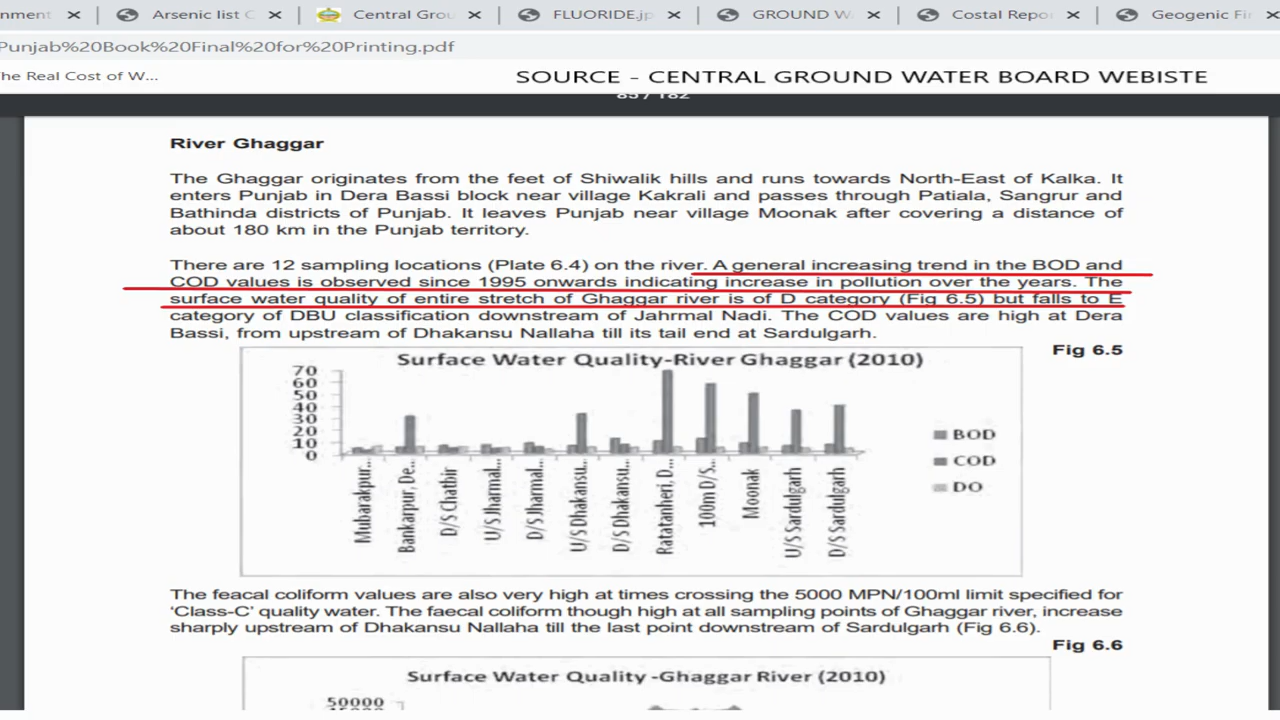 nment
Arsenic list C
Central Grou
FLUORIDE.jp
GROUND W
Costal Repo
Geogenic Fi
Punjab%20Book%20Final%20for%20Printing.pdf
The Real Cost of W...
SOURCE - CENTRAL GROUND WATER BOARD WEBISTE
85 / 182
River Ghaggar
The Ghaggar originates from the feet of Shiwalik hills and runs towards North-East of Kalka. It
enters Punjab in Dera Bassi block near village Kakrali and passes through Patiala, Sangrur and
Bathinda districts of Punjab. It leaves Punjab near village Moonak after covering a distance of
about 180 km in the Punjab territory.
There are 12 sampling locations (Plate 6.4) on the river. A general increasing trend in the BOD and
COD values is observed since 1995 onwards indicating increase in pollution over the years. The
surface water quality of entire stretch of Ghaggar river is of D category (Fig 6.5) but falls to E
category of DBU classification downstream of Jahrmal Nadi. The COD values are high at Dera
Bassi, from upstream of Dhakansu Nallaha till its tail end at Sardulgarh.
Fig 6.5
Surface Water Quality-River Ghaggar (2010)
70
60
50
40
30
20
10
0
BOD
COD
DO
Mubarakpur...
Bankarpur, De...
D/S Chatbir
U/S Jharmal...
D/S Jharmal...
U/S Dhakansu...
D/S Dhakansu...
Ratatanheri, D...
100m D/S...
Moonak
U/S Sardulgarh
D/S Sardulgarh
The feacal coliform values are also very high at times crossing the 5000 MPN/100ml limit specified for
‘Class-C’ quality water. The faecal coliform though high at all sampling points of Ghaggar river, increase
sharply upstream of Dhakansu Nallaha till the last point downstream of Sardulgarh (Fig 6.6).
Fig 6.6
Surface Water Quality -Ghaggar River (2010)
50000